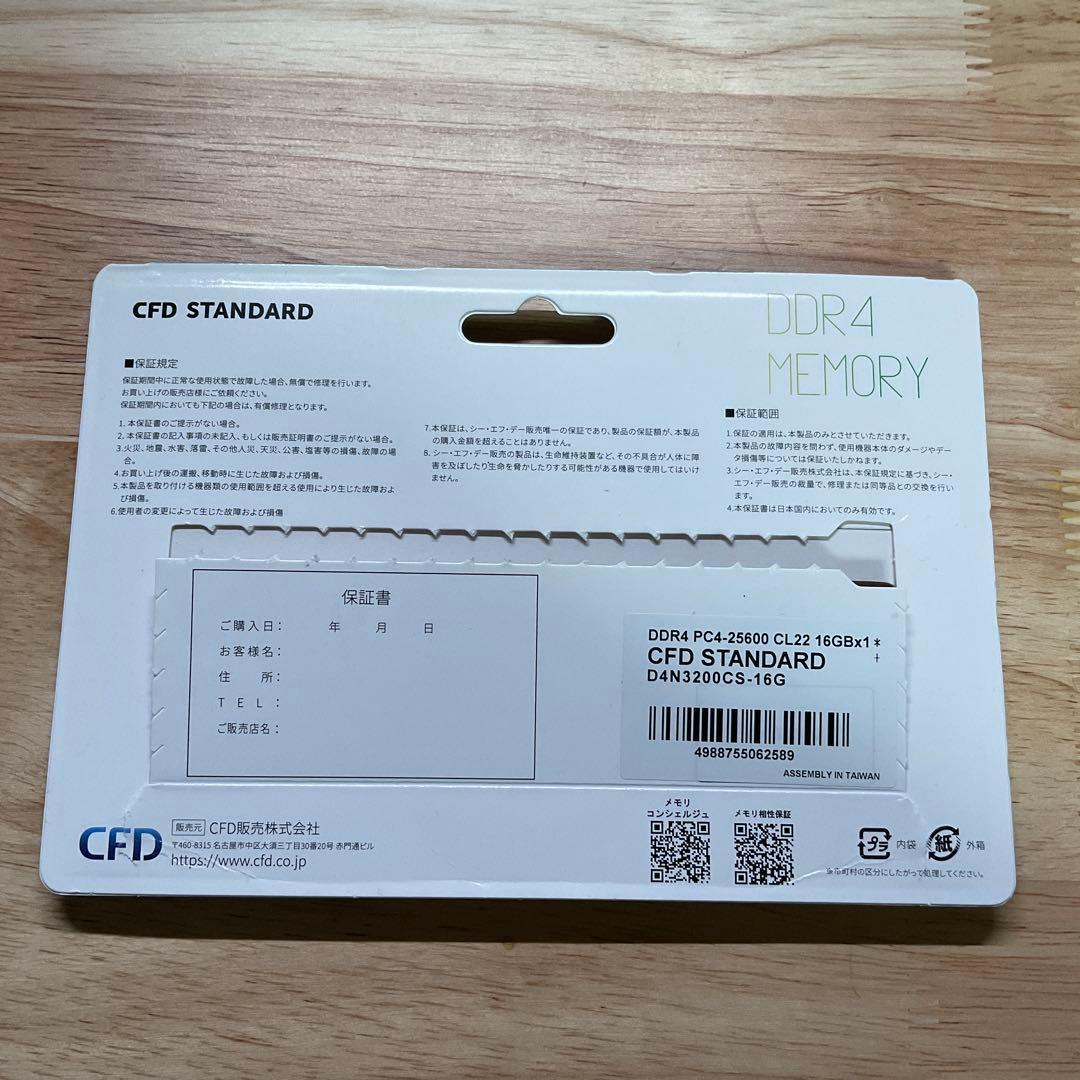 CFD STANDARD
DDR4
MEMORY
■保証規定
保証期間中に正常な使用状態で故障した場合、無償で修理を行います。
お買い上げの販売店様にご依頼ください。
保証期間内においても下記の場合は、有償修理となります。
1. 本保証書のご提示がない場合。
2. 本保証書の記入事項の未記入、もしくは販売証明書のご提示がない場合。
3.火災、地震、水害、落雷、その他人災、天災、公害、塩害等の損傷、故障の場
合。
4.お買い上げ後の運搬、移動時に生じた故障および損傷。
5.本製品を取り付ける機器類の使用範囲を超える使用により生じた故障およ
び損傷。
6.使用者の変更によって生じた故障および損傷
7.本保証は、シー・エフ・デー販売唯一の保証であり、製品の保証額が、本製品
の購入金額を超えることはありません。
8. シー・エフ・デー販売の製品は、生命維持装置など、その不具合が人体に障
害を及ぼしたり生命を脅かしたりする可能性がある機器で使用してはいけ
ません。
■保証範囲
1.保証の適用は、本製品のみとさせていただきます。
2.本製品の故障内容を問わず、使用機器本体のダメージやデ
ータ損傷等については保証いたしかねます。
3.シー・エフ・デー販売株式会社は、本保証規定に基づき、シー・
エフ・デー販売の裁量で、修理または同等品との交換を行い
ます。
4.本保証書は日本国内においてのみ有効です。
保証書
ご購入日： 年 月 日
お客様名：
住 所：
T E L ：
ご販売店名：
DDR4 PC4-25600 CL22 16GBx1 *
CFD STANDARD †
D4N3200CS-16G
4988755062589
ASSEMBLY IN TAIWAN
CFD
販売元 CFD販売株式会社
〒460-8315 名古屋市中区大須三丁目30番20号 赤門通ビル
https://www.cfd.co.jp
メモリ
コンシェルジュ
メモリ相性保証
プラ 内袋
紙 外箱
※市町村の区分にしたがって処理してください。